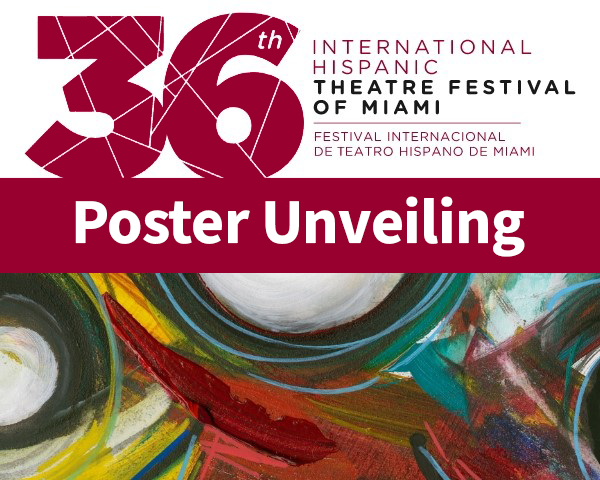 36th
INTERNATIONAL
HISPANIC
THEATRE FESTIVAL
OF MIAMI
FESTIVAL INTERNACIONAL
DE TEATRO HISPANO DE MIAMI
Poster Unveiling